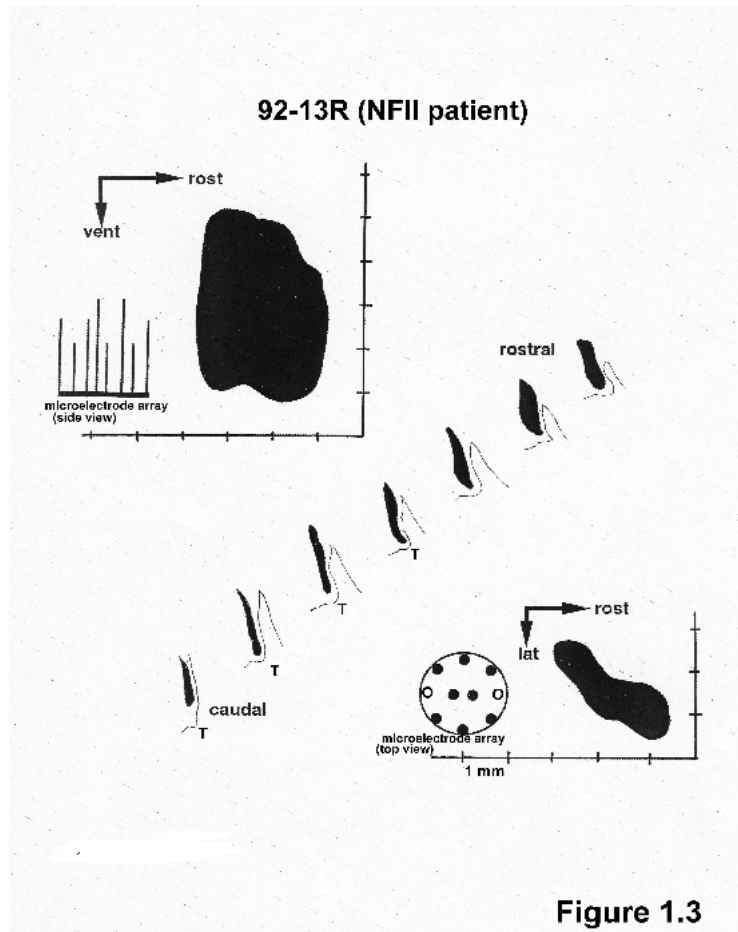 92-13R (NFII patient)
rost
vent
rostral
microelectrode array
(side view)
T
T
rost
lat
T
caudal
T
microelectrode array
(top view)
1 mm
Figure 1.3